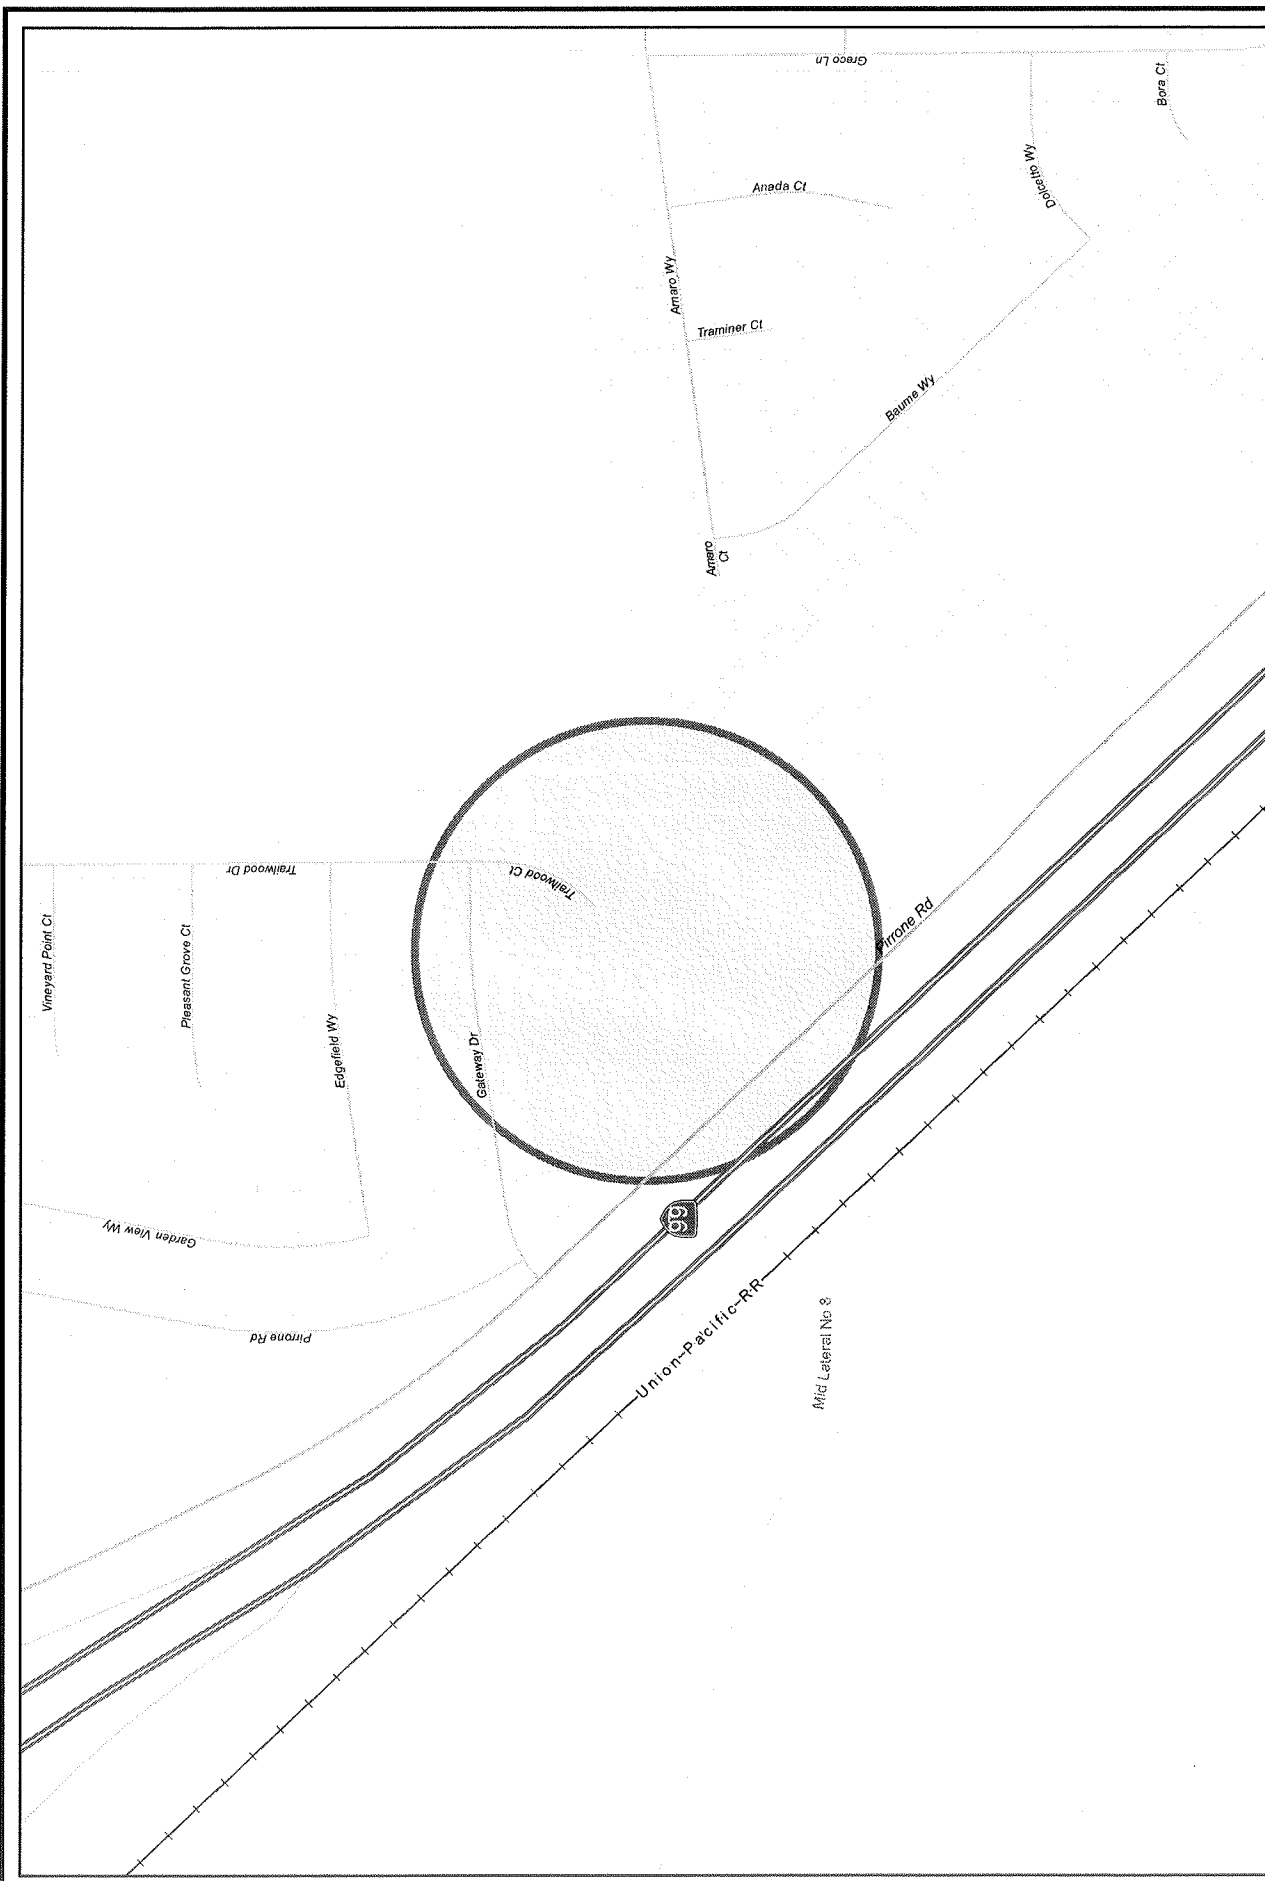 Greco Ln
Bora Ct
Dolcetto Wy
Anada Ct
Amaro Wy
Traminer Ct
Baume Wy
Amaro
Ct
Trailwood Dr
Trailwood Ct
Vineyard Point Ct
Pleasant Grove Ct
Edgefield Wy
Gateway Dr
Pirrone Rd
Garden View Wy
99
Pirrone Rd
Union-Pacific-R-R
Mid Lateral No 8